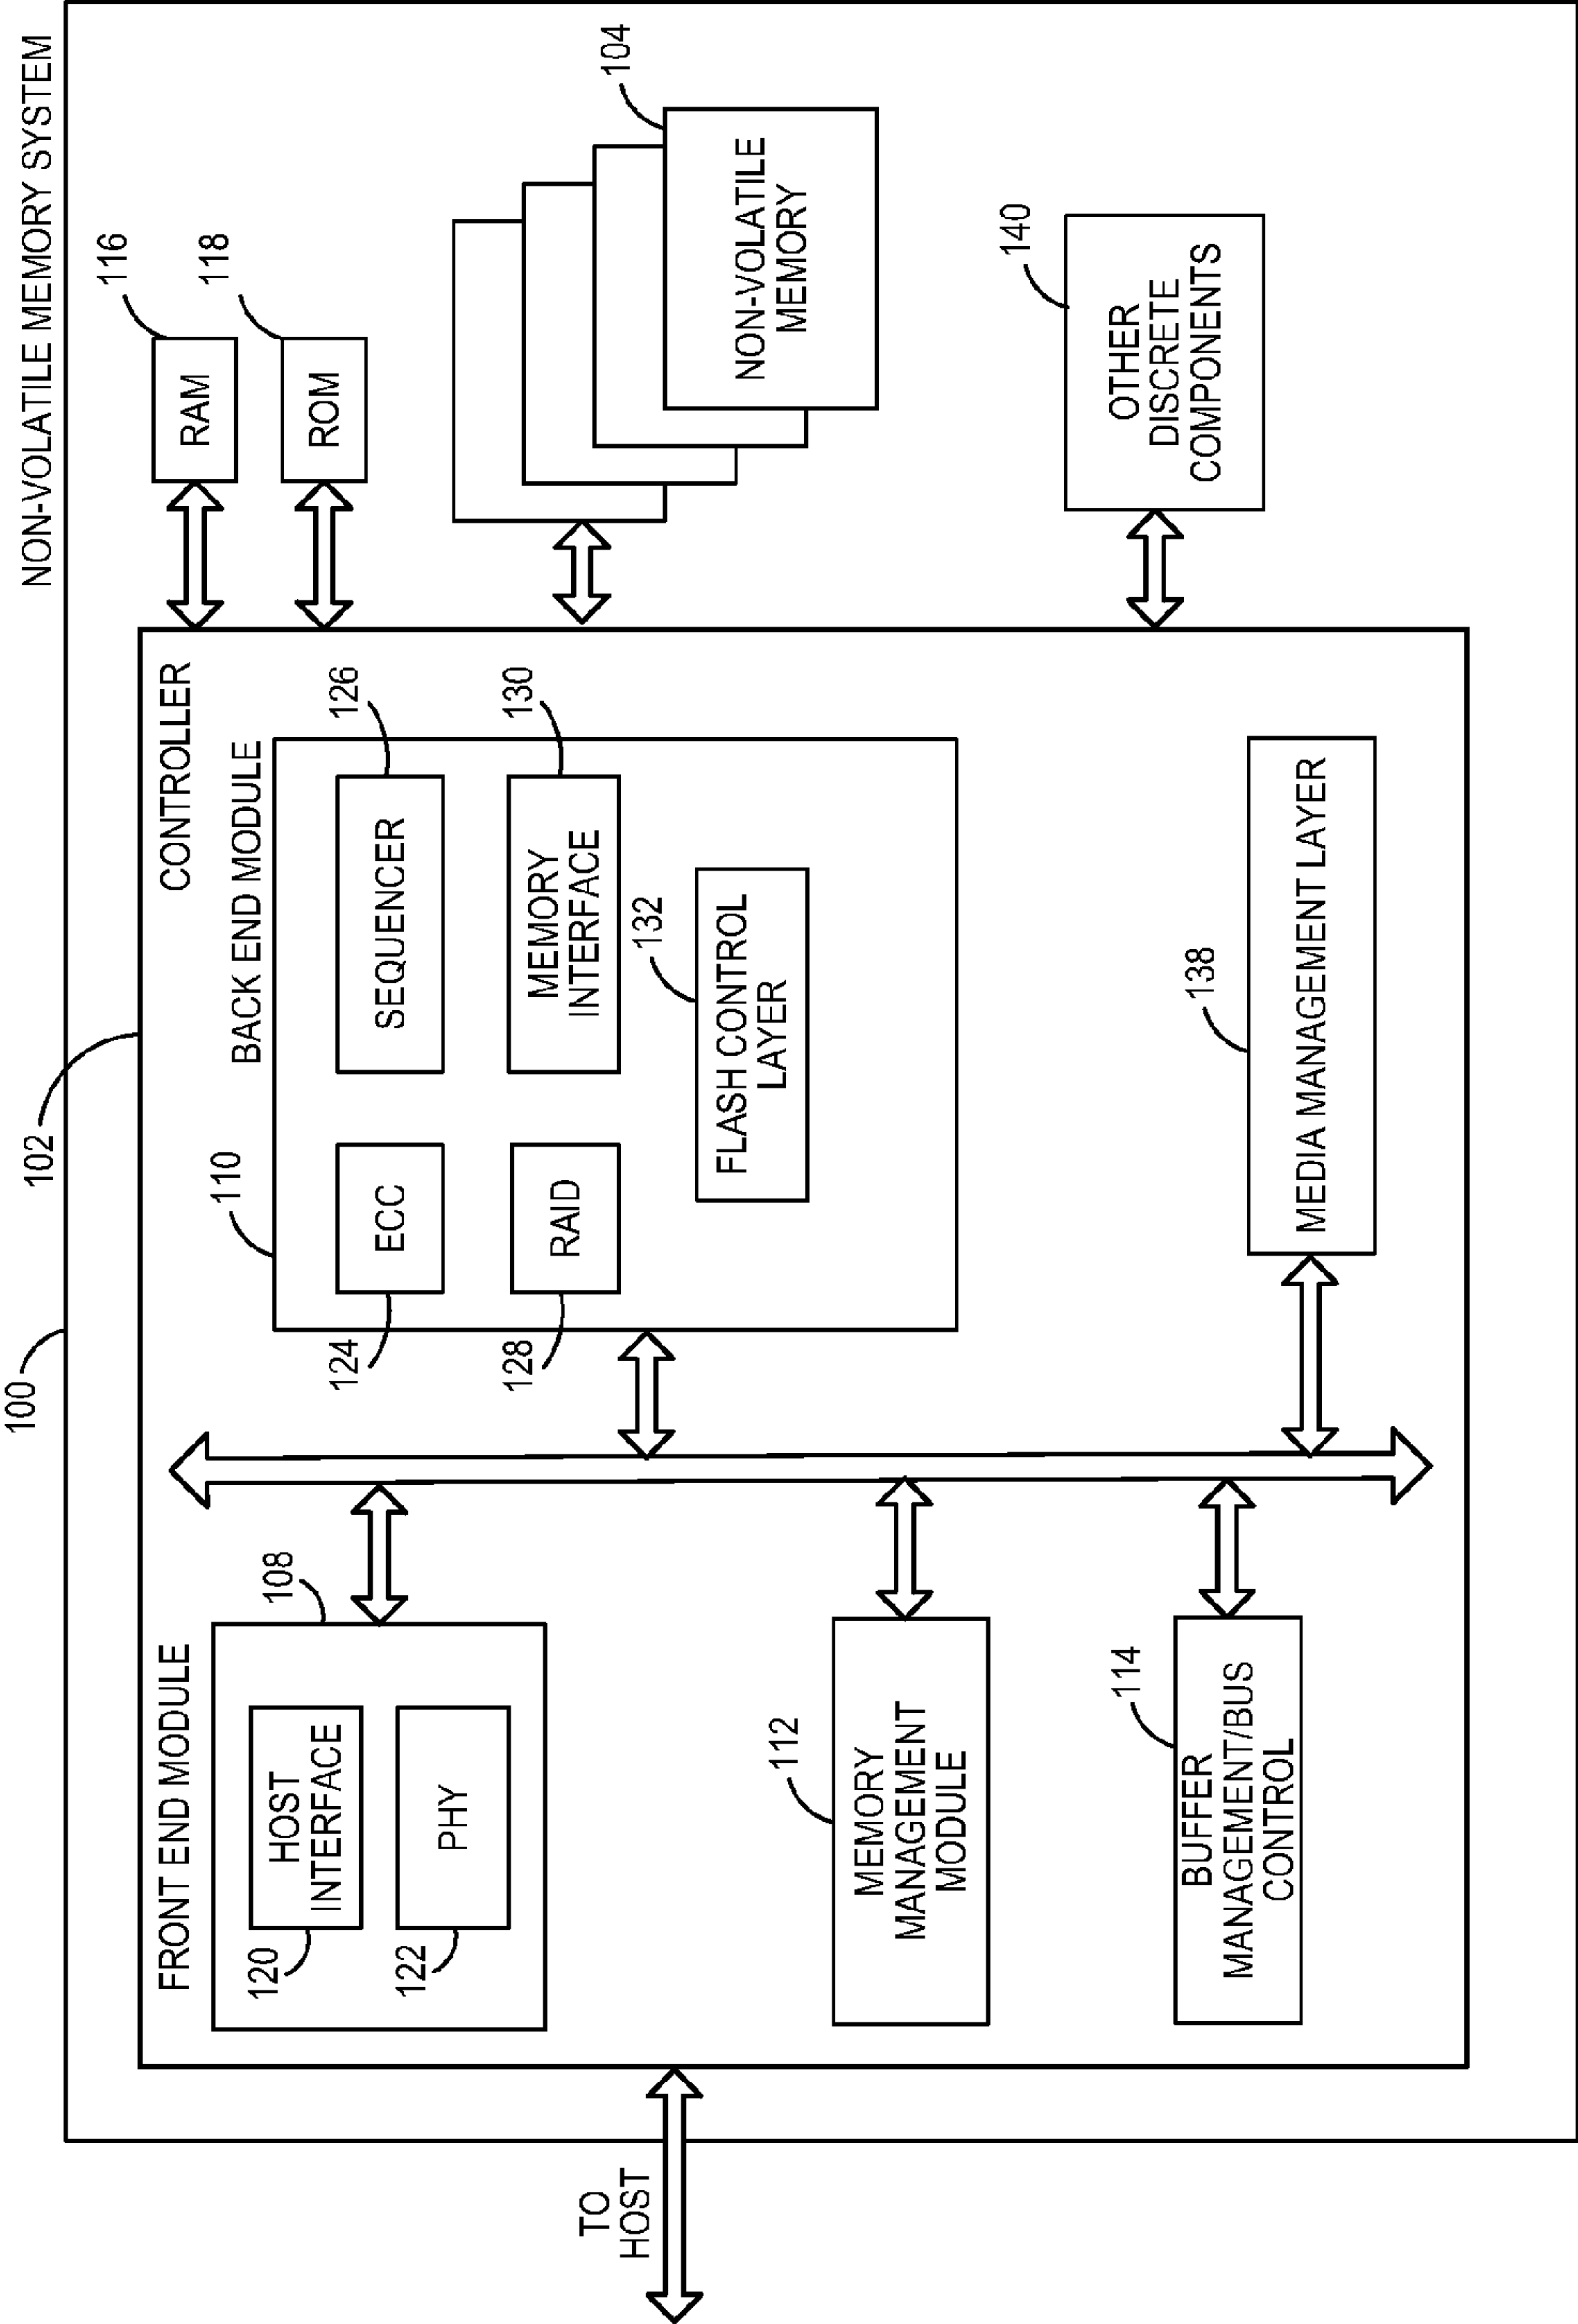 NON-VOLATILE MEMORY SYSTEM
100
102
CONTROLLER
FRONT END MODULE
108
HOST
INTERFACE
120
PHY
122
MEMORY
MANAGEMENT
MODULE
112
BUFFER
MANAGEMENT/BUS
CONTROL
114
BACK END MODULE
110
ECC
124
SEQUENCER
126
RAID
128
MEMORY
INTERFACE
130
FLASH CONTROL
LAYER
132
MEDIA MANAGEMENT LAYER
138
RAM
116
ROM
118
NON-VOLATILE
MEMORY
104
OTHER
DISCRETE
COMPONENTS
140
TO
HOST